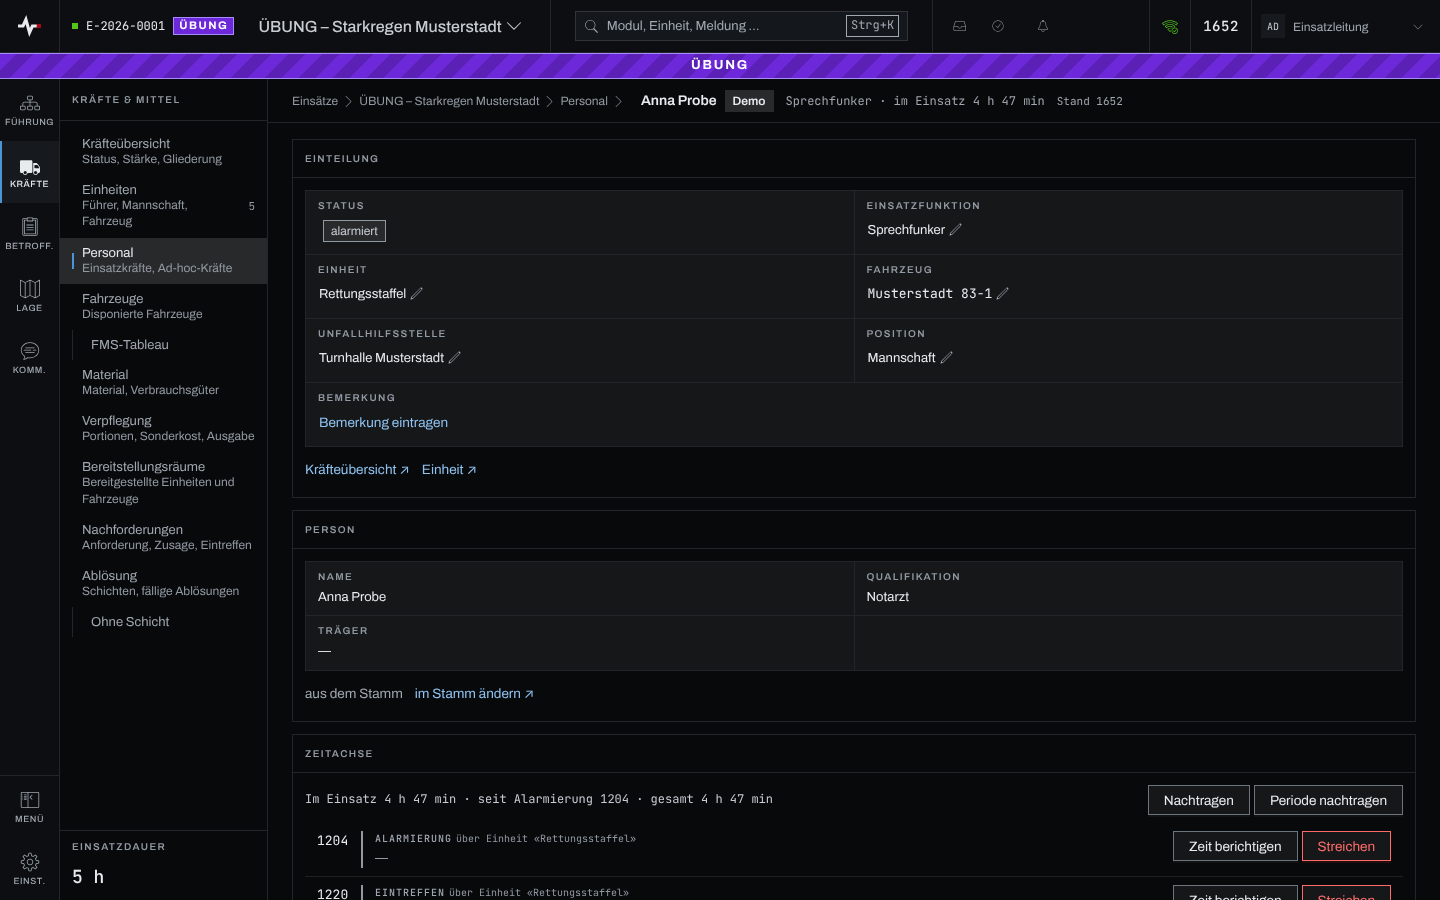 E-2026-0001 ÜBUNG ÜBUNG – Starkregen Musterstadt Modul, Einheit, Meldung ... Strg+K 1652 AD Einsatzleitung
ÜBUNG
FÜHRUNG
KRÄFTE
BETROFF.
LAGE
KOMM.
MENÜ
EINST.
KRÄFTE & MITTEL
Kräfteübersicht
Status, Stärke, Gliederung
Einheiten
Führer, Mannschaft,
Fahrzeug
5
Personal
Einsatzkräfte, Ad-hoc-Kräfte
Fahrzeuge
Disponierte Fahrzeuge
FMS-Tableau
Material
Material, Verbrauchsgüter
Verpflegung
Portionen, Sonderkost, Ausgabe
Bereitstellungsräume
Bereitgestellte Einheiten und
Fahrzeuge
Nachforderungen
Anforderung, Zusage, Eintreffen
Ablösung
Schichten, fällige Ablösungen
Ohne Schicht
EINSATZDAUER
5 h
Einsätze ÜBUNG – Starkregen Musterstadt Personal Anna Probe Demo Sprechfunker · im Einsatz 4 h 47 min Stand 1652
EINTEILUNG
STATUS
alarmiert
EINSATZFUNKTION
Sprechfunker
EINHEIT
Rettungsstaffel
FAHRZEUG
Musterstadt 83-1
UNFALLHILFSSTELLE
Turnhalle Musterstadt
POSITION
Mannschaft
BEMERKUNG
Bemerkung eintragen
Kräfteübersicht ↗ Einheit ↗
PERSON
NAME
Anna Probe
QUALIFIKATION
Notarzt
TRÄGER
—
aus dem Stamm im Stamm ändern ↗
ZEITACHSE
Im Einsatz 4 h 47 min · seit Alarmierung 1204 · gesamt 4 h 47 min Nachtragen Periode nachtragen
1204 ALARMIERUNG über Einheit «Rettungsstaffel» Zeit berichtigen Streichen
—
1220 EINTREFFEN über Einheit «Rettungsstaffel» Zeit berichtigen Streichen